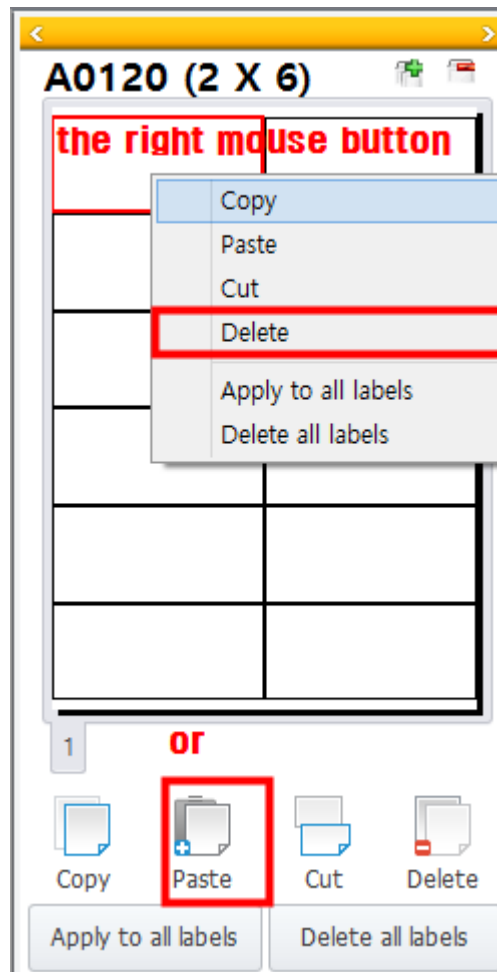 A0120 (2 X 6)
the right mouse button
Copy
Paste
Cut
Delete
Apply to all labels
Delete all labels
1
or
Copy Paste Cut Delete
Apply to all labels Delete all labels